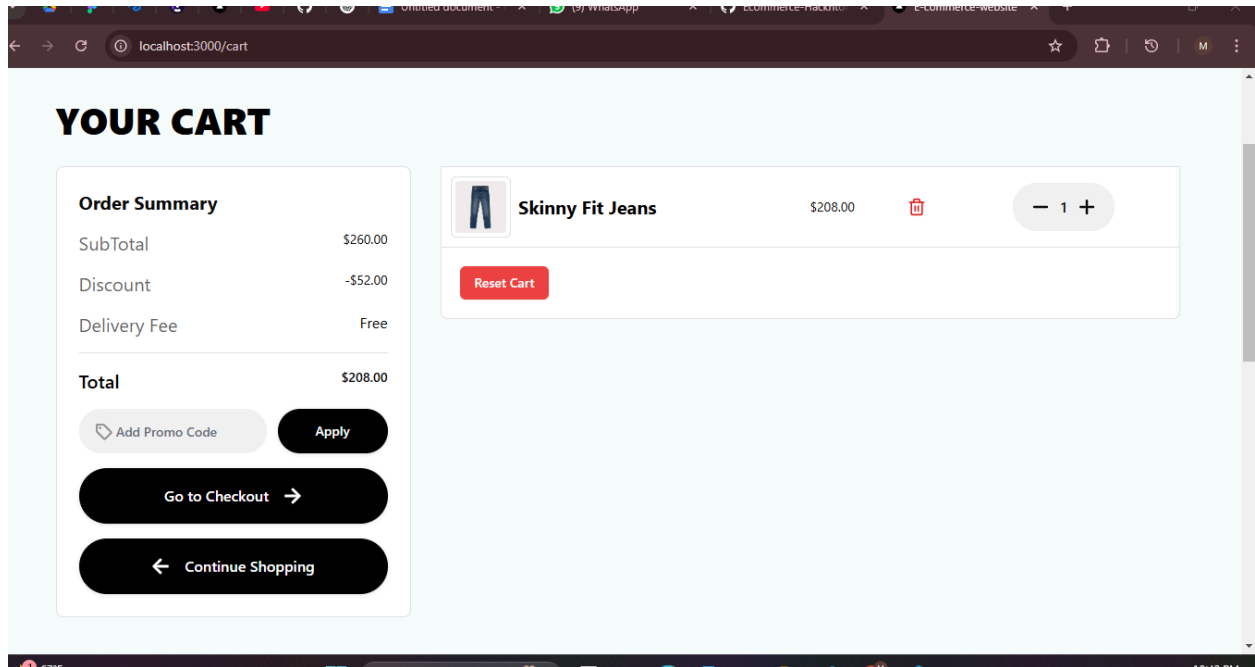 Untitled document -
(9) WhatsApp
Ecommerce-Hackito
E-commerce-website
localhost:3000/cart
M
YOUR CART
Order Summary
SubTotal $260.00
Discount -$52.00
Delivery Fee Free
Total $208.00
Add Promo Code Apply
Go to Checkout
Continue Shopping
Skinny Fit Jeans $208.00 1
Reset Cart